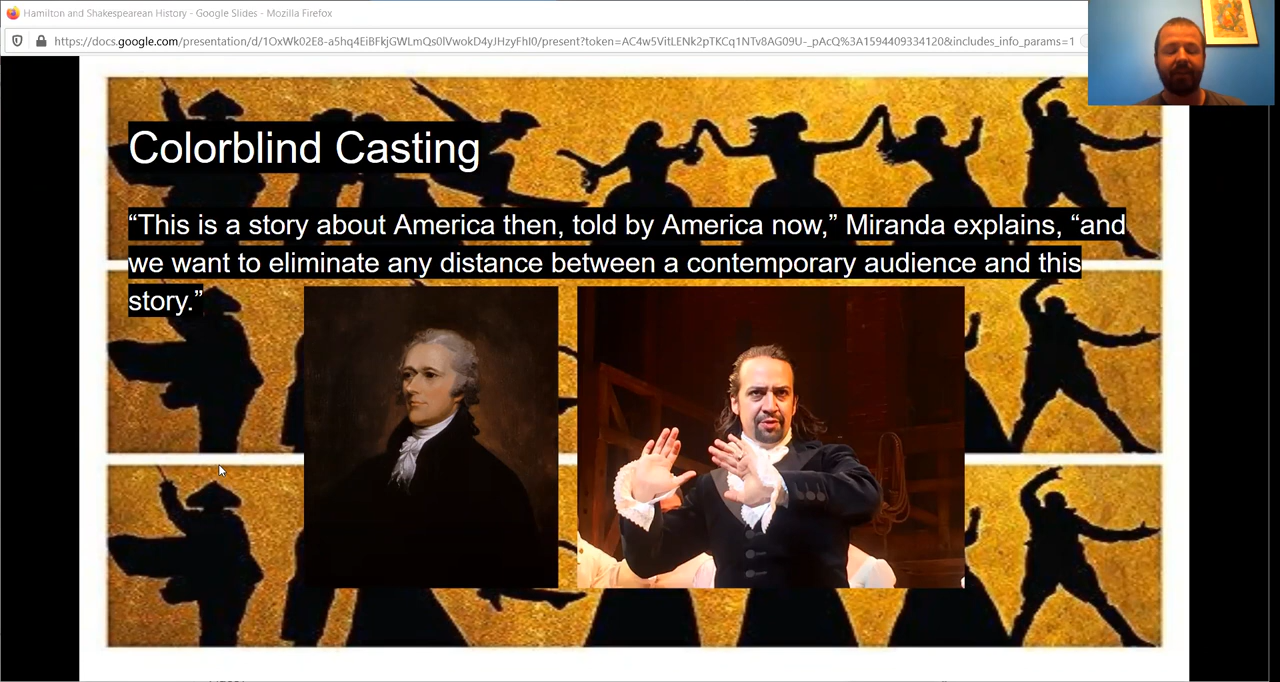 Hamilton and Shakespearean History - Google Slides - Mozilla Firefox
https://docs.google.com/presentation/d/1OxWk02E8-a5hq4EiBFkjGWLmQs0lVwokD4yJHzyFhI0/present?token=AC4w5VitLENk2pTKCq1NTv8AG09U-_pAcQ%3A1594409334120&includes_info_params=1
Colorblind Casting
“This is a story about America then, told by America now,” Miranda explains, “and
we want to eliminate any distance between a contemporary audience and this
story.”